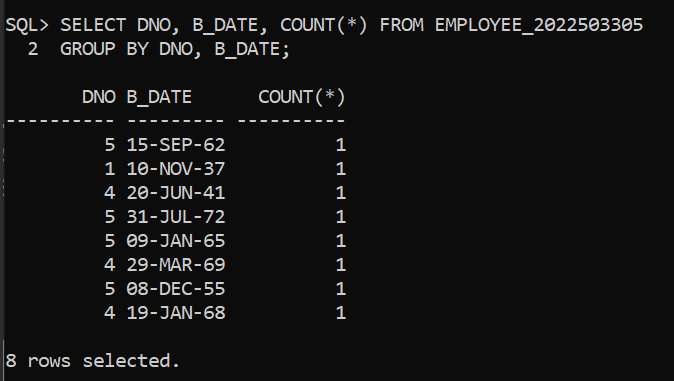 SQL> SELECT DNO, B_DATE, COUNT(*) FROM EMPLOYEE_2022503305
  2  GROUP BY DNO, B_DATE;

       DNO B_DATE      COUNT(*)
---------- --------- ----------
         5 15-SEP-62          1
         1 10-NOV-37          1
         4 20-JUN-41          1
         5 31-JUL-72          1
         5 09-JAN-65          1
         4 29-MAR-69          1
         5 08-DEC-55          1
         4 19-JAN-68          1

8 rows selected.